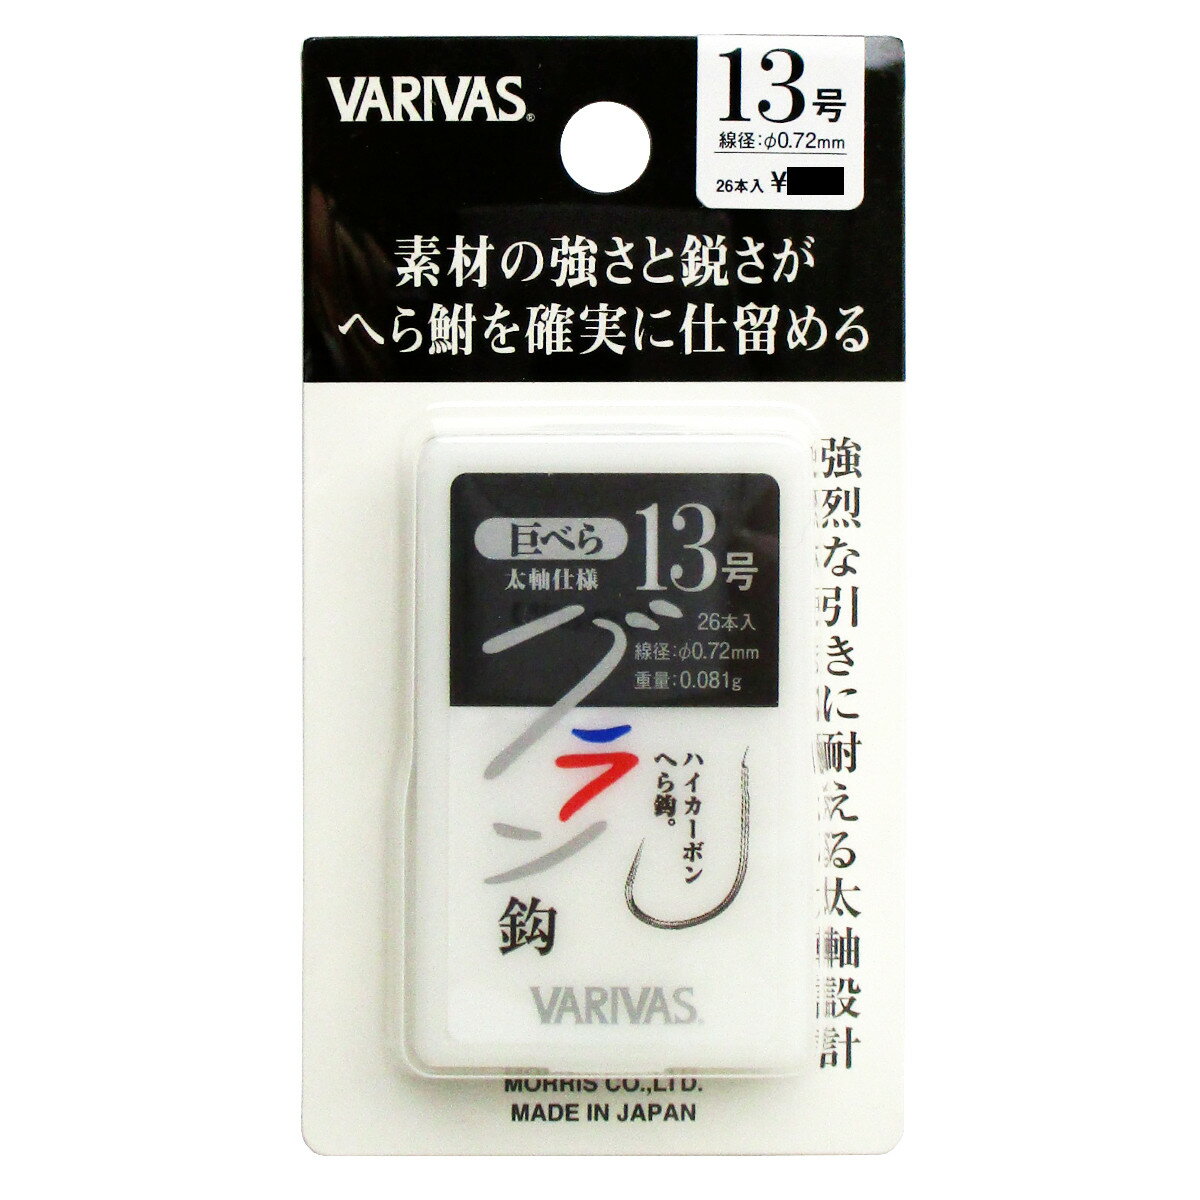 VARIVAS®
13号
線径:φ0.72mm
26本入 ¥
素材の強さと鋭さが
へら鮒を確実に仕留める
強烈な引きに耐える太軸設計
巨べら
太軸仕様
13号
26本入
線径:φ0.72mm
重量:0.081g
グラン
鈎
ハイカーボン
へら鈎。
VARIVAS.
MORRIS CO.,LTD.
MADE IN JAPAN